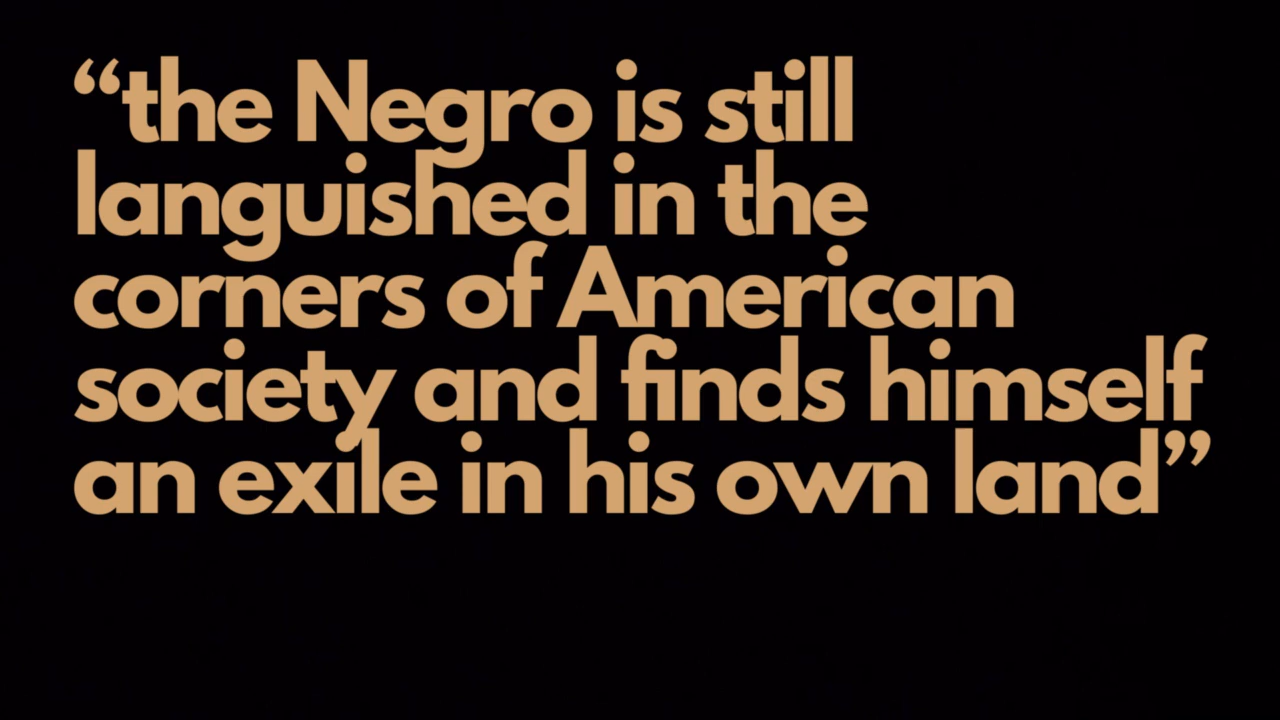 “the Negro is still
languished in the
corners of American
society and finds himself
an exile in his own land”